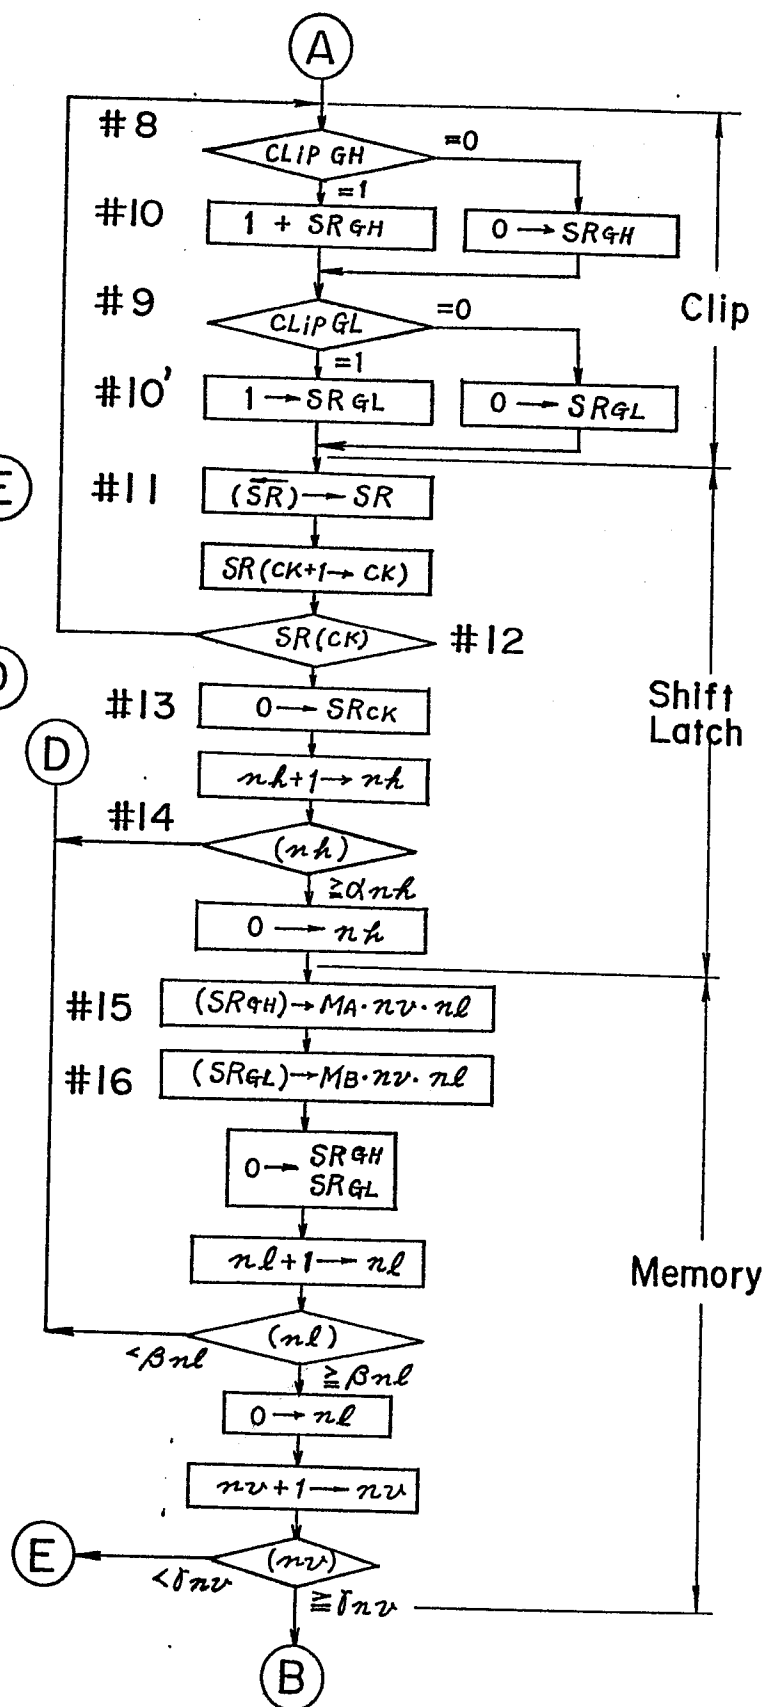 A
#8
CLIP GH
=0
=1
#10
1 + SRGH
0 → SRGH
#9
CLIP GL
=0
Clip
=1
#10'
1 → SRGL
0 → SRGL
E
#11
(SR) → SR
SR(CK+1→ CK)
SR(CK)
#12
#13
0 → SRCK
Shift
Latch
D
nh+1 → nh
#14
(nh)
≧αnh
0 → nh
#15
(SRGH)→MA·nv·nl
#16
(SRGL)→MB·nv·nl
0→ SRGH
SRGL
nl+1→ nl
Memory
(nl)
<βnl
≧βnl
0→ nl
nv+1→ nv
E
(nv)
<γnv
≧γnv
B